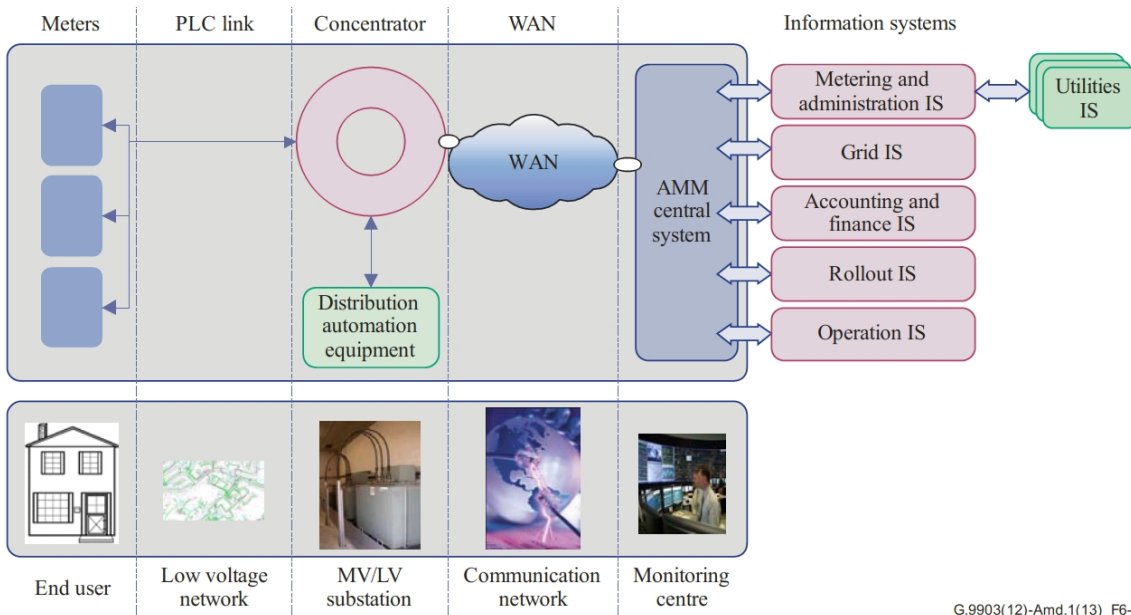 Meters
PLC link
Concentrator
WAN
Information systems
WAN
AMM
central
system
Distribution
automation
equipment
Metering and
administration IS
Utilities
IS
Grid IS
Accounting and
finance IS
Rollout IS
Operation IS
End user
Low voltage
network
MV/LV
substation
Communication
network
Monitoring
centre
G.9903(12)-Amd.1(13)_F6-